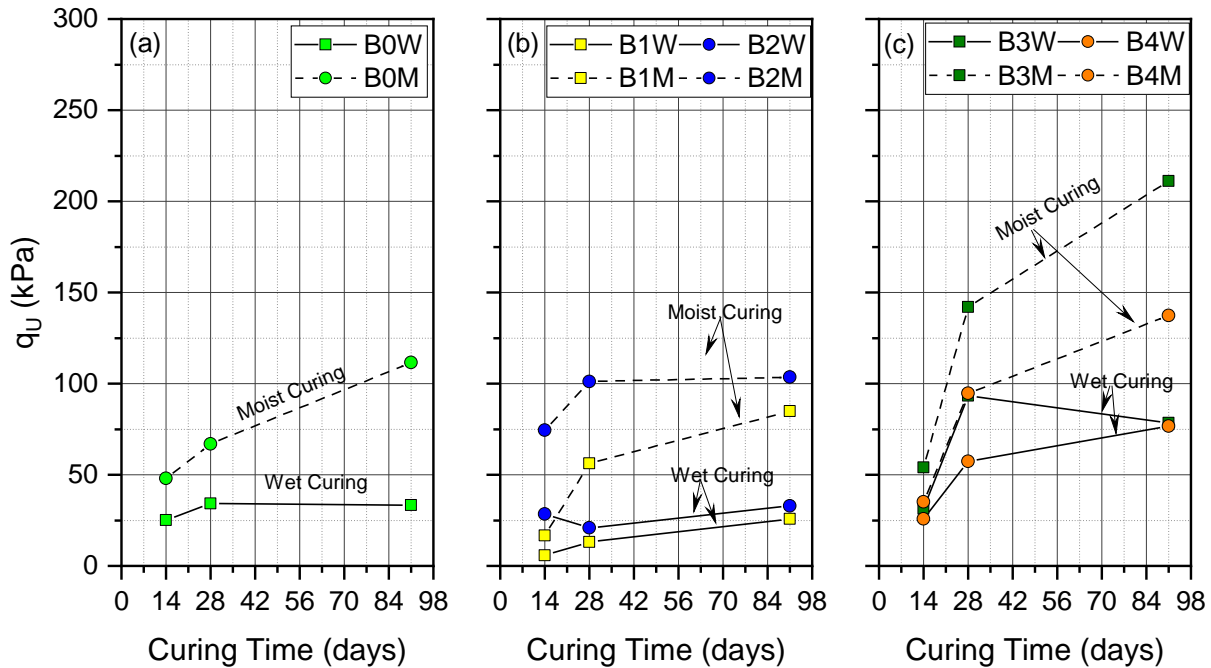 (a)
B0W
B0M
(b)
B1W B2W
B1M B2M
(c)
B3W B4W
B3M B4M
300
250
200
150
100
50
0
qU (kPa)
Moist Curing
Wet Curing
Moist Curing
Wet Curing
Moist Curing
Wet Curing
0 14 28 42 56 70 84 98
0 14 28 42 56 70 84 98
0 14 28 42 56 70 84 98
Curing Time (days)
Curing Time (days)
Curing Time (days)